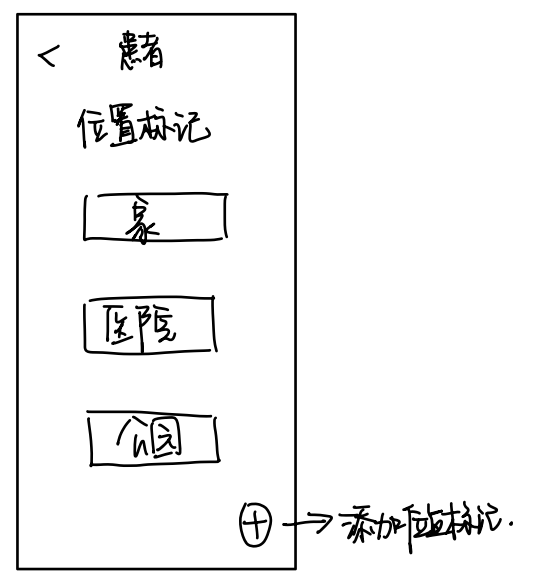 < 患者
位置标记
家
医院
公园
+ → 添加位置标记.